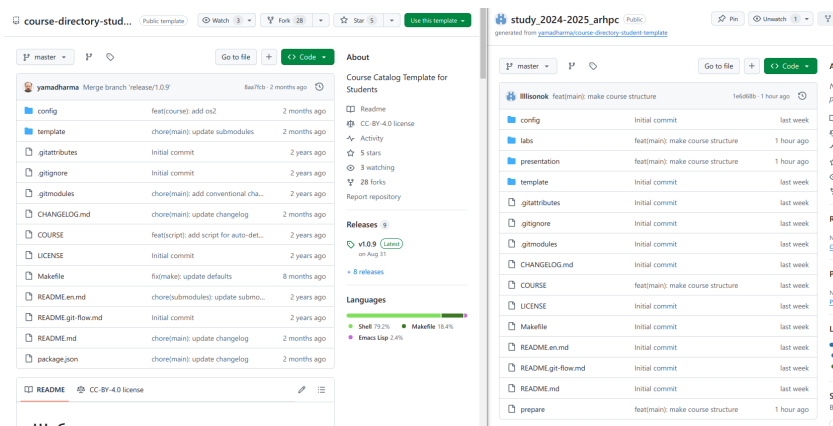 course-directory-stud...
Public template
Watch 3
Fork 28
Star 5
Use this template
master
Go to file
+
Code
yamadharma Merge branch 'release/1.0.9'
8aa7fcb · 2 months ago
config feat(course): add os2 2 months ago
template chore(main): update submodules 2 months ago
.gitattributes Initial commit 2 years ago
.gitignore Initial commit 2 years ago
.gitmodules chore(main): add conventional cha... 2 years ago
CHANGELOG.md chore(main): update changelog 2 months ago
COURSE feat(script): add script for auto-det... 2 years ago
LICENSE Initial commit 2 years ago
Makefile fix(make): update defaults 8 months ago
README.en.md chore(submodules): update submo... 2 years ago
README.git-flow.md Initial commit 2 years ago
README.md chore(main): update changelog 2 months ago
package.json chore(main): update changelog 2 months ago
README
CC-BY-4.0 license
About
Course Catalog Template for
Students
Readme
CC-BY-4.0 license
Activity
5 stars
3 watching
28 forks
Report repository
Releases 9
v1.0.9 Latest
on Aug 31
+ 8 releases
Languages
Shell 79.2% Makefile 18.4%
Emacs Lisp 2.4%
study_2024-2025_arhpc Public
Pin
Unwatch 1
generated from yamadharma/course-directory-student-template
master
Go to file
+
Code
feat(main): make course structure
1e6d68b · 1 hour ago
config Initial commit last week
labs feat(main): make course structure 1 hour ago
presentation feat(main): make course structure 1 hour ago
template Initial commit last week
.gitattributes Initial commit last week
.gitignore Initial commit last week
.gitmodules Initial commit last week
CHANGELOG.md Initial commit last week
COURSE feat(main): make course structure last week
LICENSE Initial commit last week
Makefile Initial commit last week
README.en.md Initial commit last week
README.git-flow.md Initial commit last week
README.md Initial commit last week
prepare feat(main): make course structure 1 hour ago